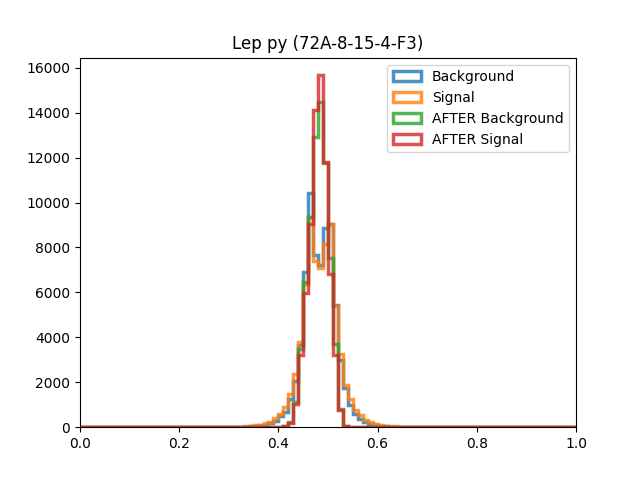 Lep py (72A-8-15-4-F3)
16000
14000
12000
10000
8000
6000
4000
2000
0
0.0 0.2 0.4 0.6 0.8 1.0
Background
Signal
AFTER Background
AFTER Signal